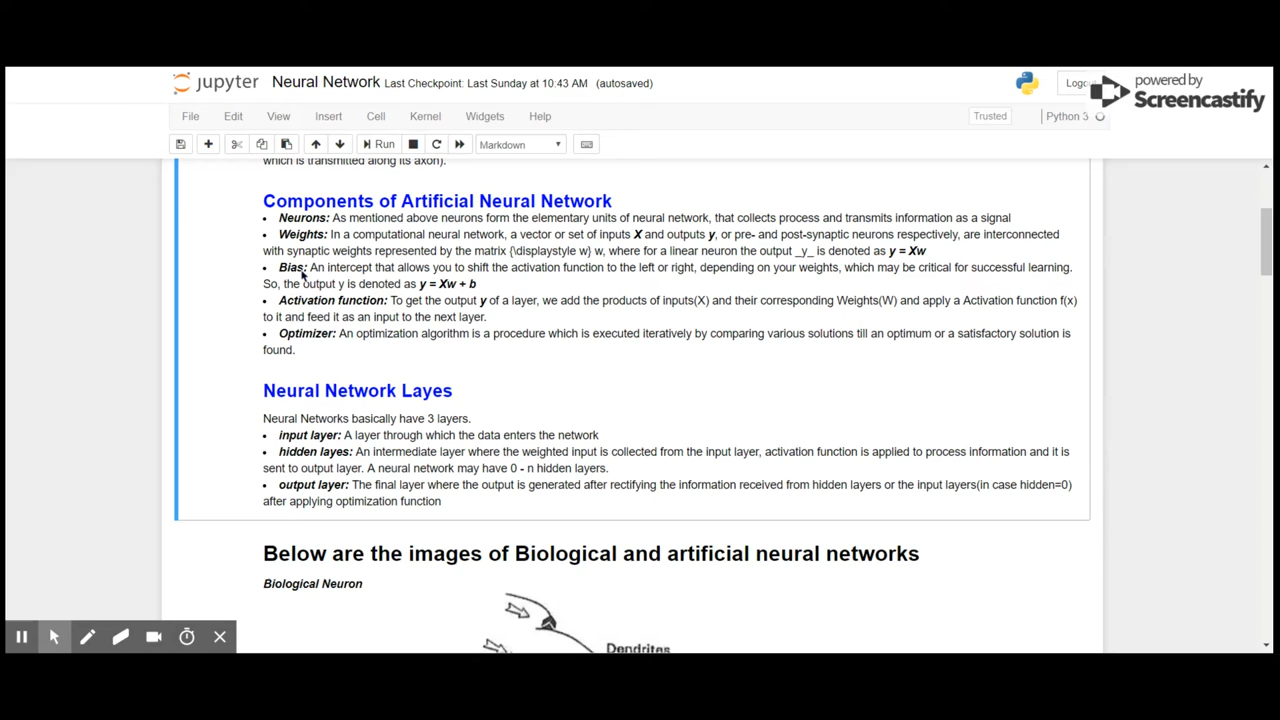 jupyter Neural Network Last Checkpoint: Last Sunday at 10:43 AM (autosaved)
powered by
Screencastify
File Edit View Insert Cell Kernel Widgets Help Trusted Python 3
Run Markdown
which is transmitted along its axon).
Components of Artificial Neural Network
• Neurons: As mentioned above neurons form the elementary units of neural network, that collects process and transmits information as a signal
• Weights: In a computational neural network, a vector or set of inputs X and outputs y, or pre- and post-synaptic neurons respectively, are interconnected
with synaptic weights represented by the matrix {\displaystyle w} w, where for a linear neuron the output _y_ is denoted as y = Xw
• Bias: An intercept that allows you to shift the activation function to the left or right, depending on your weights, which may be critical for successful learning.
So, the output y is denoted as y = Xw + b
• Activation function: To get the output y of a layer, we add the products of inputs(X) and their corresponding Weights(W) and apply a Activation function f(x)
to it and feed it as an input to the next layer.
• Optimizer: An optimization algorithm is a procedure which is executed iteratively by comparing various solutions till an optimum or a satisfactory solution is
found.
Neural Network Layes
Neural Networks basically have 3 layers.
• input layer: A layer through which the data enters the network
• hidden layes: An intermediate layer where the weighted input is collected from the input layer, activation function is applied to process information and it is
sent to output layer. A neural network may have 0 - n hidden layers.
• output layer: The final layer where the output is generated after rectifying the information received from hidden layers or the input layers(in case hidden=0)
after applying optimization function
Below are the images of Biological and artificial neural networks
Biological Neuron
Dendrites